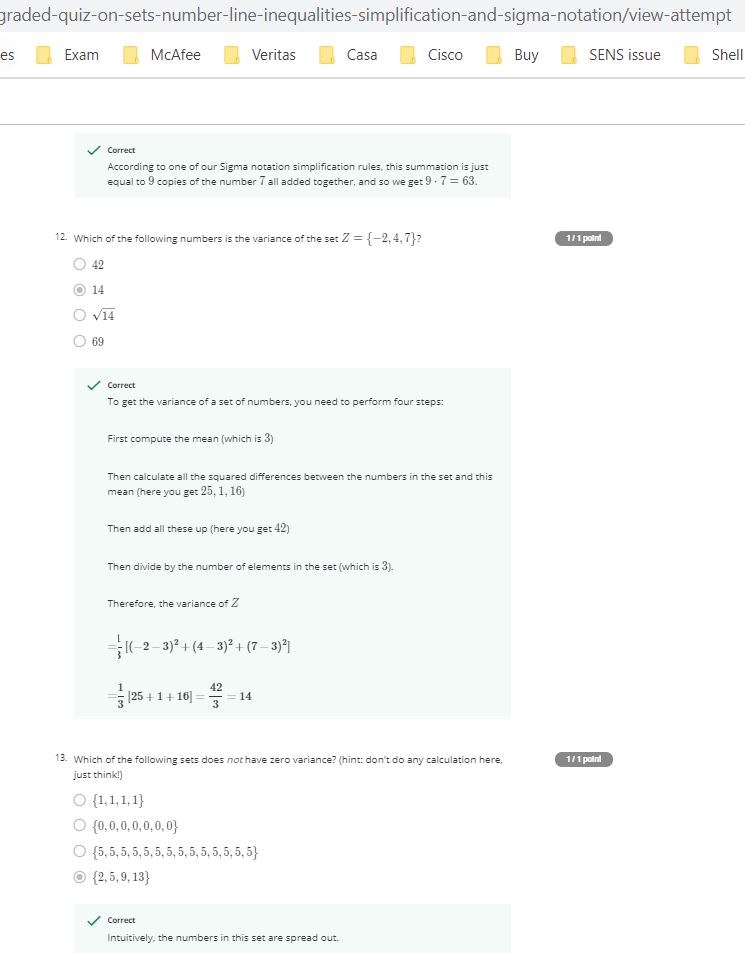 graded-quiz-on-sets-number-line-inequalities-simplification-and-sigma-notation/view-attempt
es Exam McAfee Veritas Casa Cisco Buy SENS issue Shell
Correct
According to one of our Sigma notation simplification rules, this summation is just
equal to 9 copies of the number 7 all added together, and so we get 9 · 7 = 63.
12. Which of the following numbers is the variance of the set Z = {−2, 4, 7}? 1 / 1 point
42
14
√14
69
Correct
To get the variance of a set of numbers, you need to perform four steps:
First compute the mean (which is 3)
Then calculate all the squared differences between the numbers in the set and this
mean (here you get 25, 1, 16)
Then add all these up (here you get 42)
Then divide by the number of elements in the set (which is 3).
Therefore, the variance of Z
=1/3 [(−2 − 3)² + (4 − 3)² + (7 − 3)²]
=1/3 [25 + 1 + 16] = 42/3 = 14
13. Which of the following sets does not have zero variance? (hint: don't do any calculation here, 1 / 1 point
just think!)
{1, 1, 1, 1}
{0, 0, 0, 0, 0, 0, 0}
{5, 5, 5, 5, 5, 5, 5, 5, 5, 5, 5, 5, 5, 5}
{2, 5, 9, 13}
Correct
Intuitively, the numbers in this set are spread out.